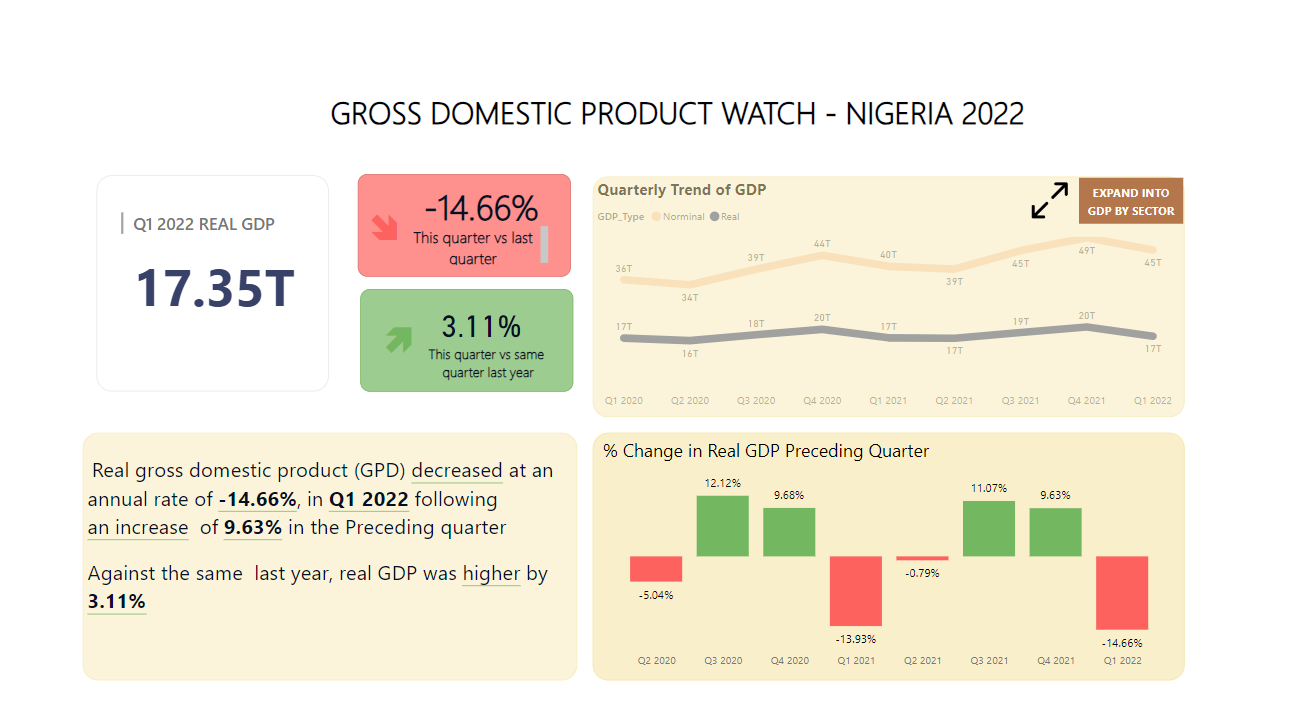 GROSS DOMESTIC PRODUCT WATCH - NIGERIA 2022
Q1 2022 REAL GDP
17.35T
-14.66%
This quarter vs last
quarter
3.11%
This quarter vs same
quarter last year
Quarterly Trend of GDP
EXPAND INTO
GDP BY SECTOR
GDP_Type Norminal Real
36T 34T 39T 44T 40T 39T 45T 49T 45T
17T 16T 18T 20T 17T 17T 19T 20T 17T
Q1 2020 Q2 2020 Q3 2020 Q4 2020 Q1 2021 Q2 2021 Q3 2021 Q4 2021 Q1 2022
Real gross domestic product (GPD) decreased at an
annual rate of -14.66%, in Q1 2022 following
an increase of 9.63% in the Preceding quarter
Against the same last year, real GDP was higher by
3.11%
% Change in Real GDP Preceding Quarter
-5.04% 12.12% 9.68% -13.93% -0.79% 11.07% 9.63% -14.66%
Q2 2020 Q3 2020 Q4 2020 Q1 2021 Q2 2021 Q3 2021 Q4 2021 Q1 2022